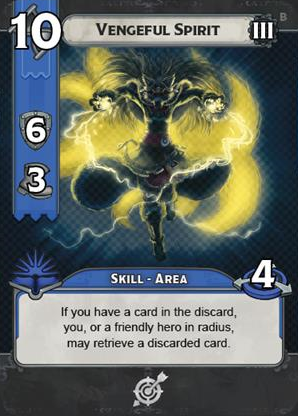 10
VENGEFUL SPIRIT
III
B
6
3
SKILL - AREA
4
If you have a card in the discard,
you, or a friendly hero in radius,
may retrieve a discarded card.